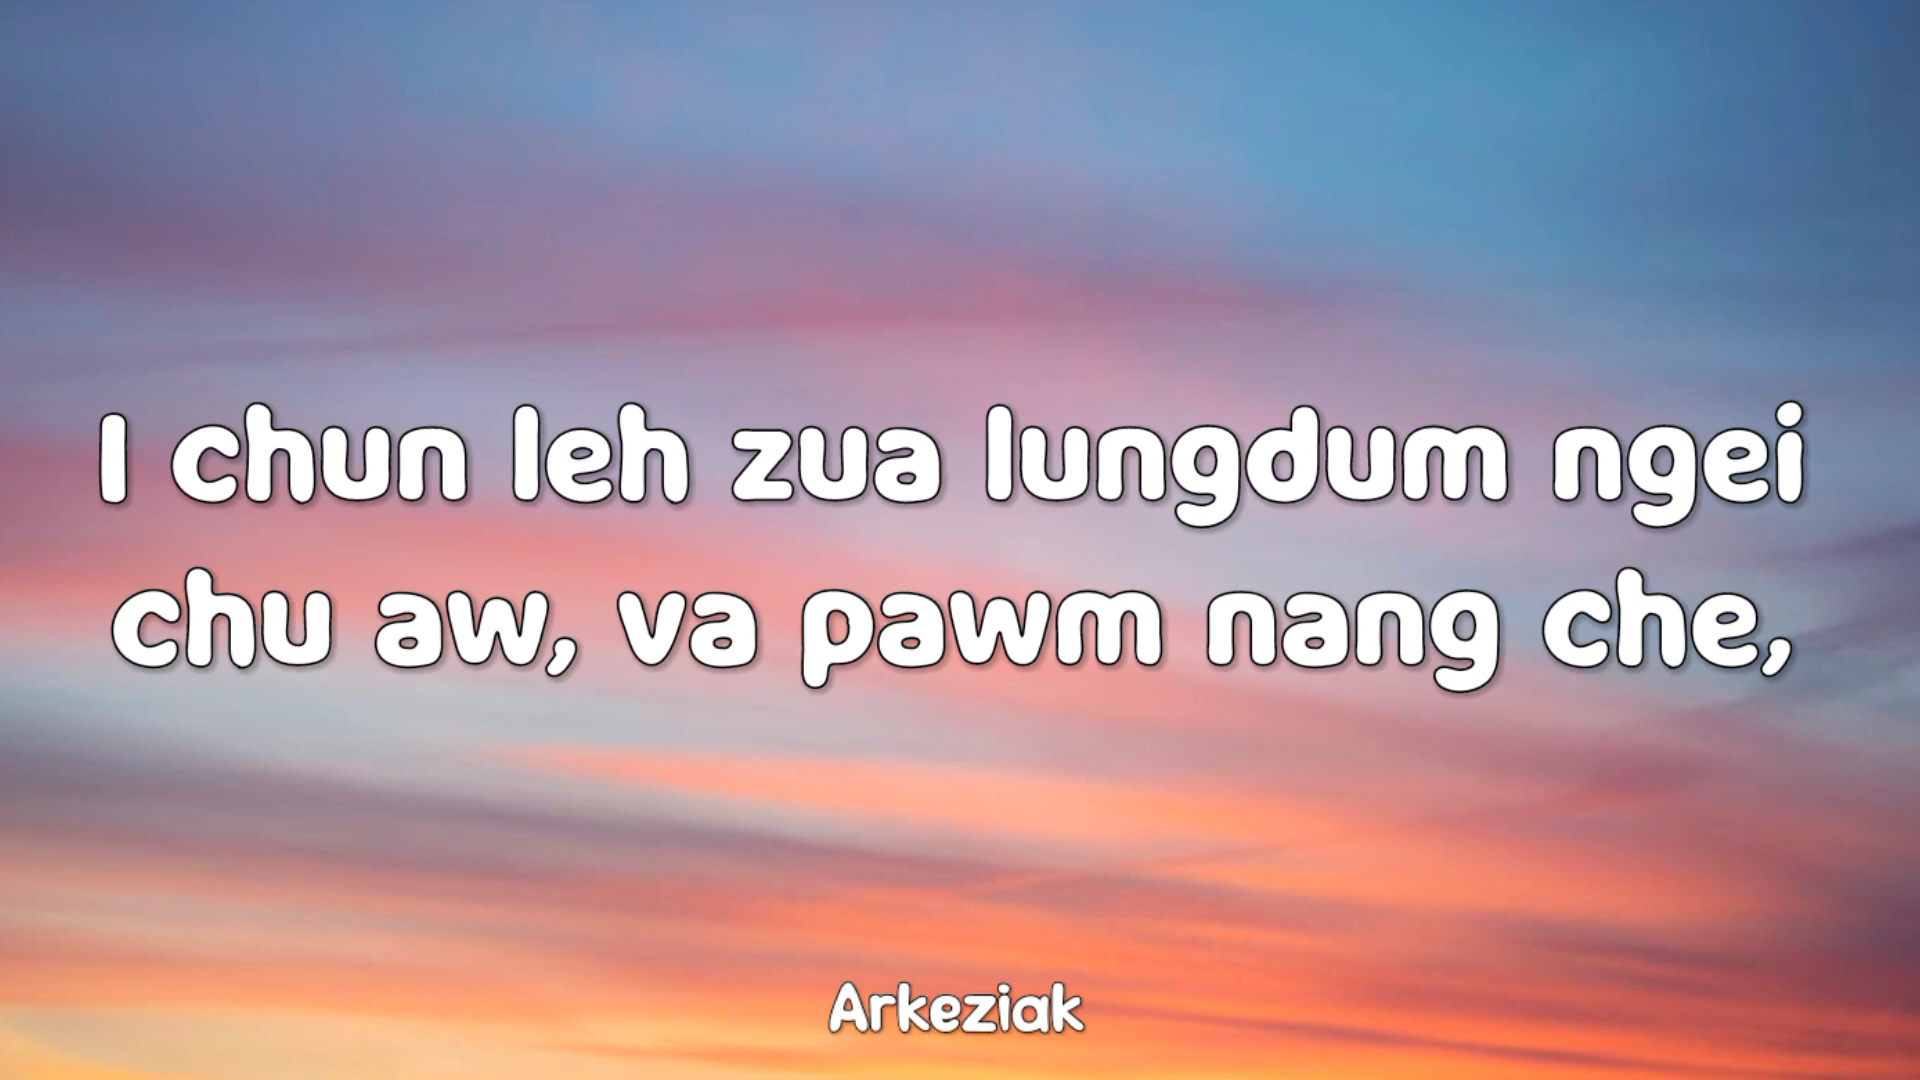 I chun leh zua lungdum ngei
chu aw, va pawm nang che,
Arkeziak